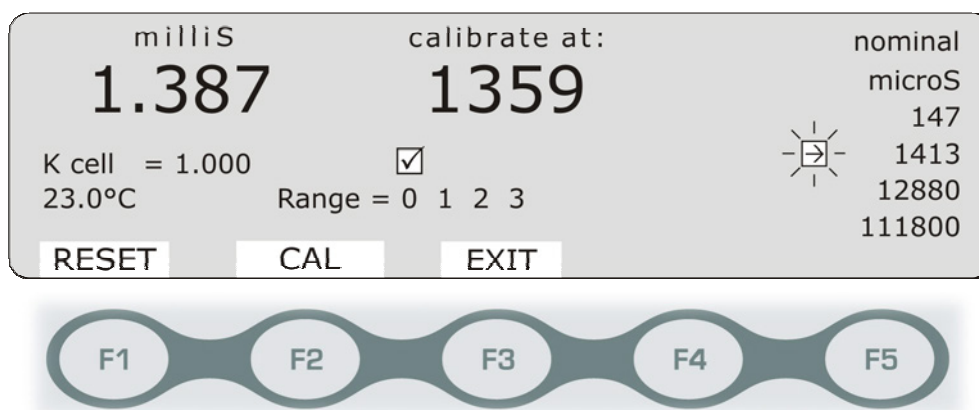 milliS calibrate at: nominal
1.387 1359 microS
147
K cell = 1.000 1413
23.0°C Range = 0 1 2 3 12880
111800
RESET CAL EXIT
F1 F2 F3 F4 F5